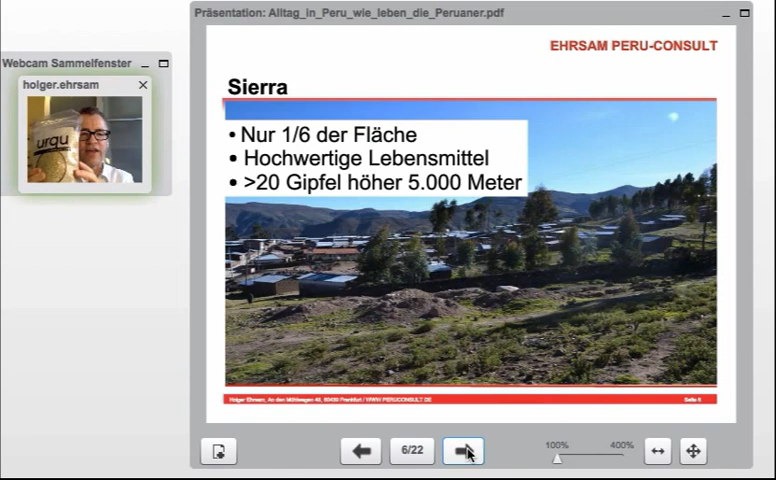 Präsentation: Alltag_in_Peru_wie_leben_die_Peruaner.pdf
Webcam Sammelfenster
holger.ehrsam
urqu
EHRSAM PERU-CONSULT
Sierra
• Nur 1/6 der Fläche
• Hochwertige Lebensmittel
• >20 Gipfel höher 5.000 Meter
Holger Ehrsam, An den Mühlwegen 48, 60439 Frankfurt / WWW.PERUCONSULT.DE
Seite 6
6/22
100%
400%